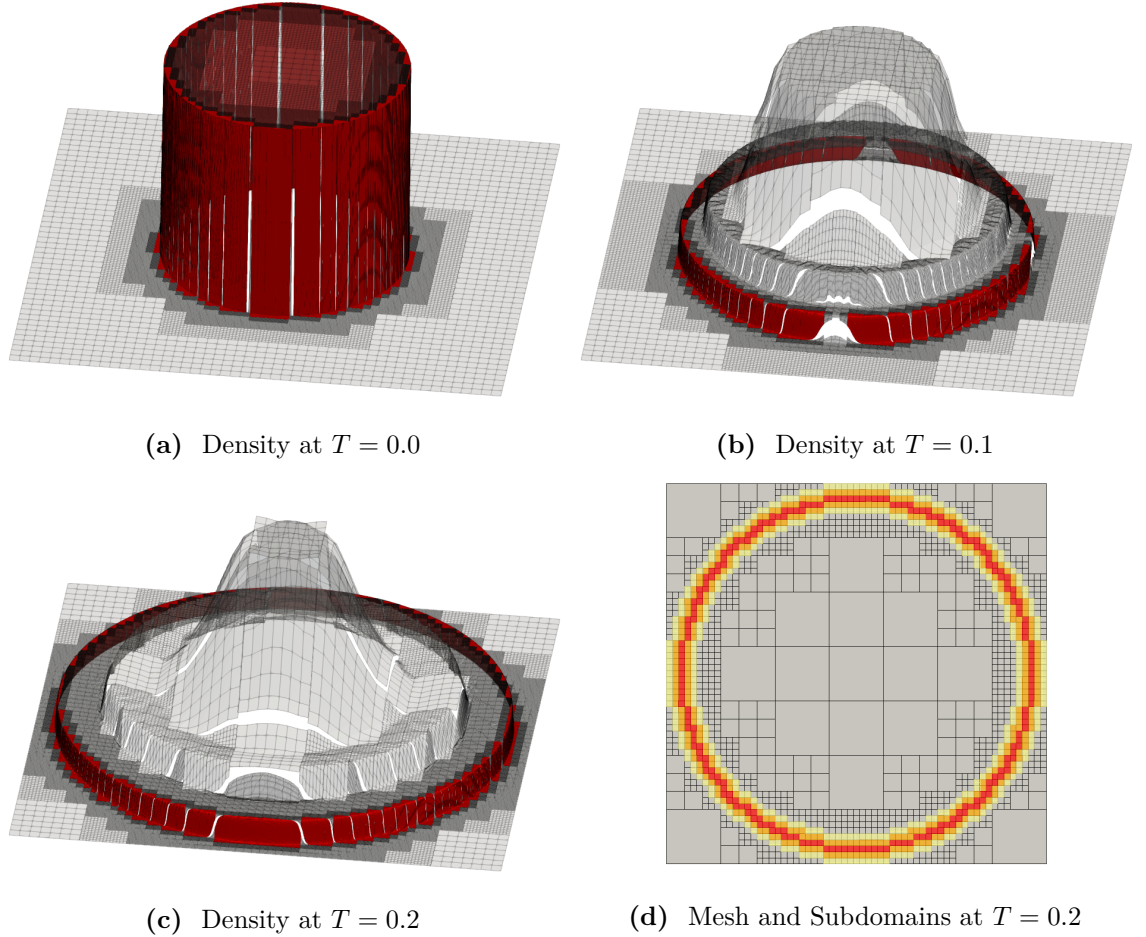 (a) Density at T = 0.0
(b) Density at T = 0.1
(c) Density at T = 0.2
(d) Mesh and Subdomains at T = 0.2